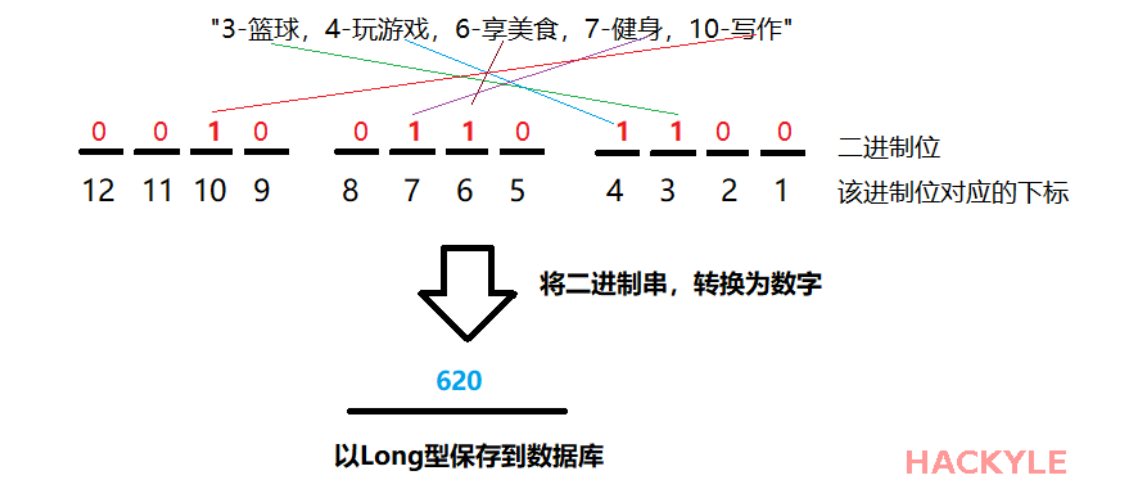 "3-篮球，4-玩游戏，6-享美食，7-健身，10-写作"
0 0 1 0 0 1 1 0 1 1 0 0 二进制位
12 11 10 9 8 7 6 5 4 3 2 1 该进制位对应的下标
将二进制串，转换为数字
620
以Long型保存到数据库
HACKYLE